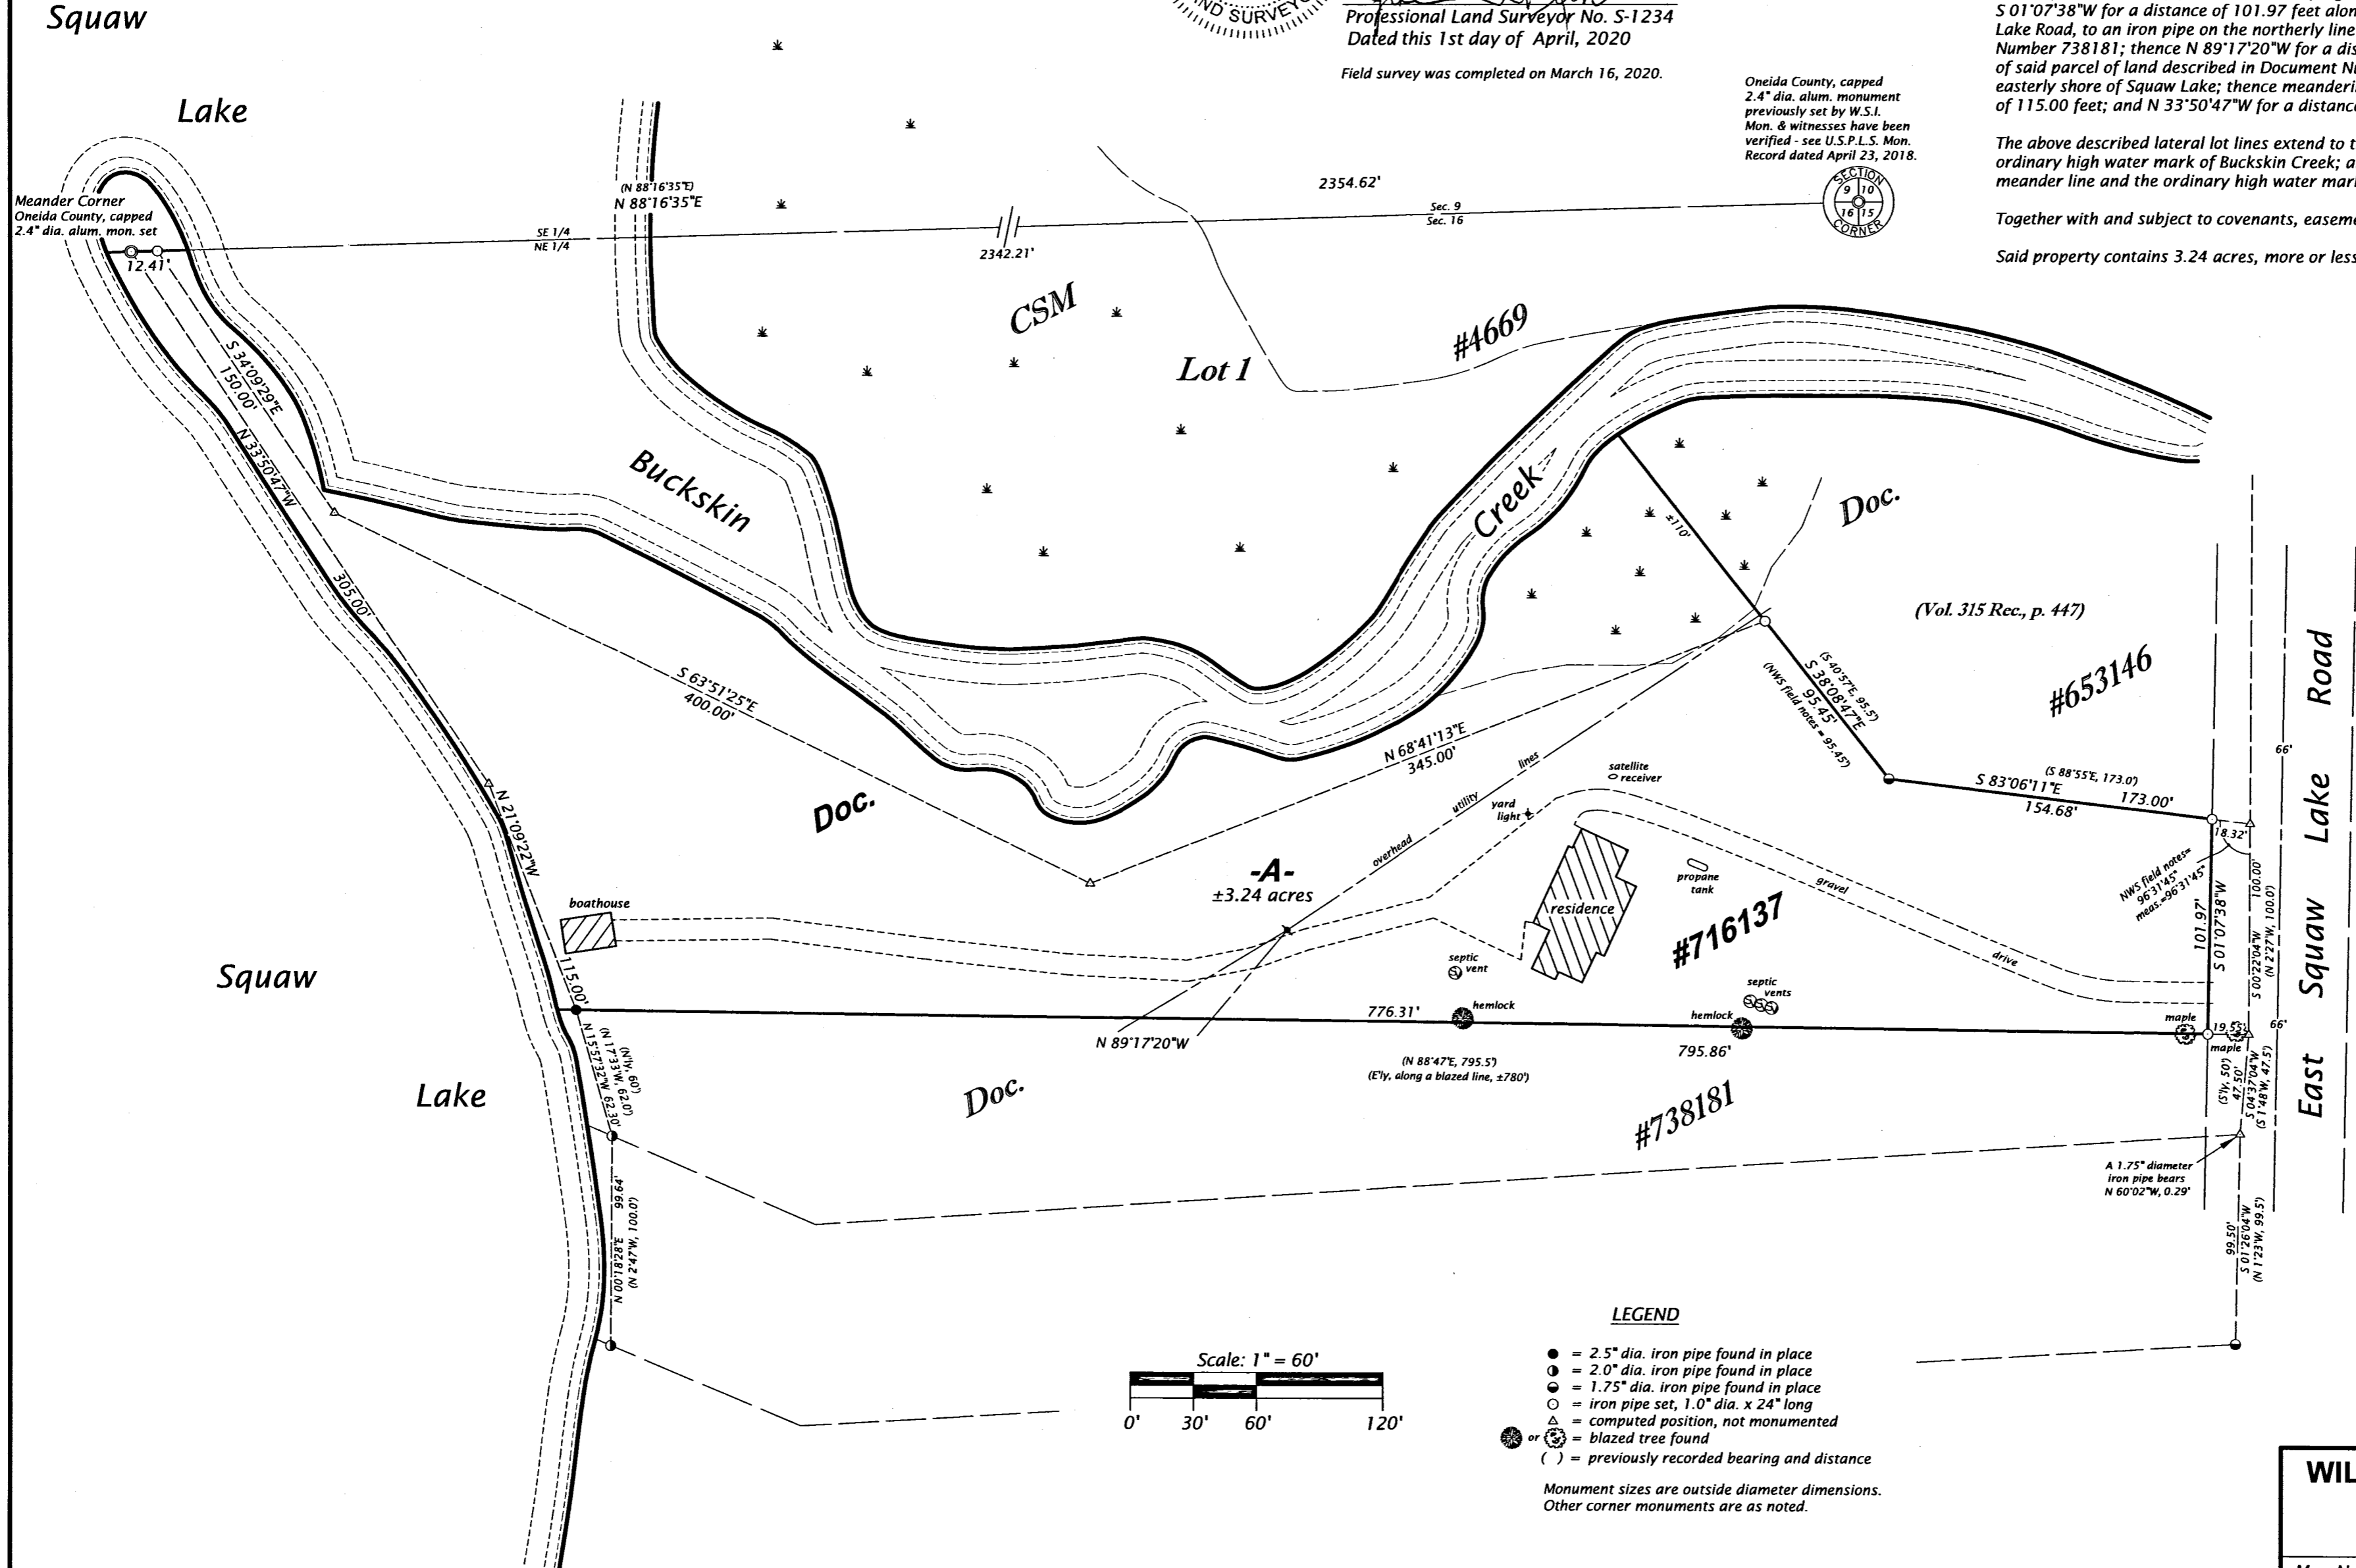 Squaw
Lake
AND SURVEYO
Professional Land Surveyor No. S-1234
Dated this 1st day of April, 2020
Field survey was completed on March 16, 2020.
S 01°07'38"W for a distance of 101.97 feet alon
Lake Road, to an iron pipe on the northerly line
Number 738181; thence N 89°17'20"W for a dis
of said parcel of land described in Document Nu
easterly shore of Squaw Lake; thence meanderi
of 115.00 feet; and N 33°50'47"W for a distance
The above described lateral lot lines extend to t
ordinary high water mark of Buckskin Creek; a
meander line and the ordinary high water mar
Together with and subject to covenants, easeme
Said property contains 3.24 acres, more or less
Oneida County, capped
2.4" dia. alum. monument
previously set by W.S.I.
Mon. & witnesses have been
verified - see U.S.P.L.S. Mon.
Record dated April 23, 2018.
SECTION
9 10
16 15
CORNER
Meander Corner
Oneida County, capped
2.4" dia. alum. mon. set
12.41'
SE 1/4
NE 1/4
(N 88°16'35"E)
N 88°16'35"E
2342.21'
2354.62'
Sec. 9
Sec. 16
CSM
#4669
Lot 1
S 34°09'29"E
150.00'
N 33°50'47"W
305.00'
Buckskin
Creek
±110'
Doc.
(Vol. 315 Rec., p. 447)
#653146
S 63°51'25"E
400.00'
N 68°41'13"E
345.00'
(S 40°57'E, 95.5')
S 38°08'47"E
95.45'
(NWS field notes = 95.45')
(S 88°55'E, 173.0')
S 83°06'11"E
173.00'
154.68'
18.32'
NWS field notes=
96°31'45"
meas.=96°31'45"
101.97'
S 01°07'38"W
100.00'
S 00°22'04"W
(N 2°27'W, 100.0')
66'
66'
East Squaw Lake Road
N 21°09'22"W
115.00'
boathouse
Doc.
-A-
±3.24 acres
overhead
utility
lines
yard
light
satellite
receiver
residence
propane
tank
gravel
drive
#716137
septic
vent
septic
vents
hemlock
hemlock
maple
maple
19.55'
776.31'
795.86'
N 89°17'20"W
(N 88°47'E, 795.5')
(E'ly, along a blazed line, ±780')
Squaw
Lake
Doc.
#738181
(N'ly, 60')
(N 17°33'W, 62.0')
N 15°57'32"W 62.30'
N 00°18'28"E 99.64'
(N 2°47'W, 100.0')
(S'ly, 50')
47.50'
S 04°37'04"W
(S 1°48'W, 47.5')
A 1.75" diameter
iron pipe bears
N 60°02'W, 0.29'
99.50'
S 01°26'04"W
(N 1°23'W, 99.5')
Scale: 1" = 60'
0' 30' 60' 120'
LEGEND
= 2.5" dia. iron pipe found in place
= 2.0" dia. iron pipe found in place
= 1.75" dia. iron pipe found in place
= iron pipe set, 1.0" dia. x 24" long
= computed position, not monumented
or = blazed tree found
( ) = previously recorded bearing and distance
Monument sizes are outside diameter dimensions.
Other corner monuments are as noted.
WIL